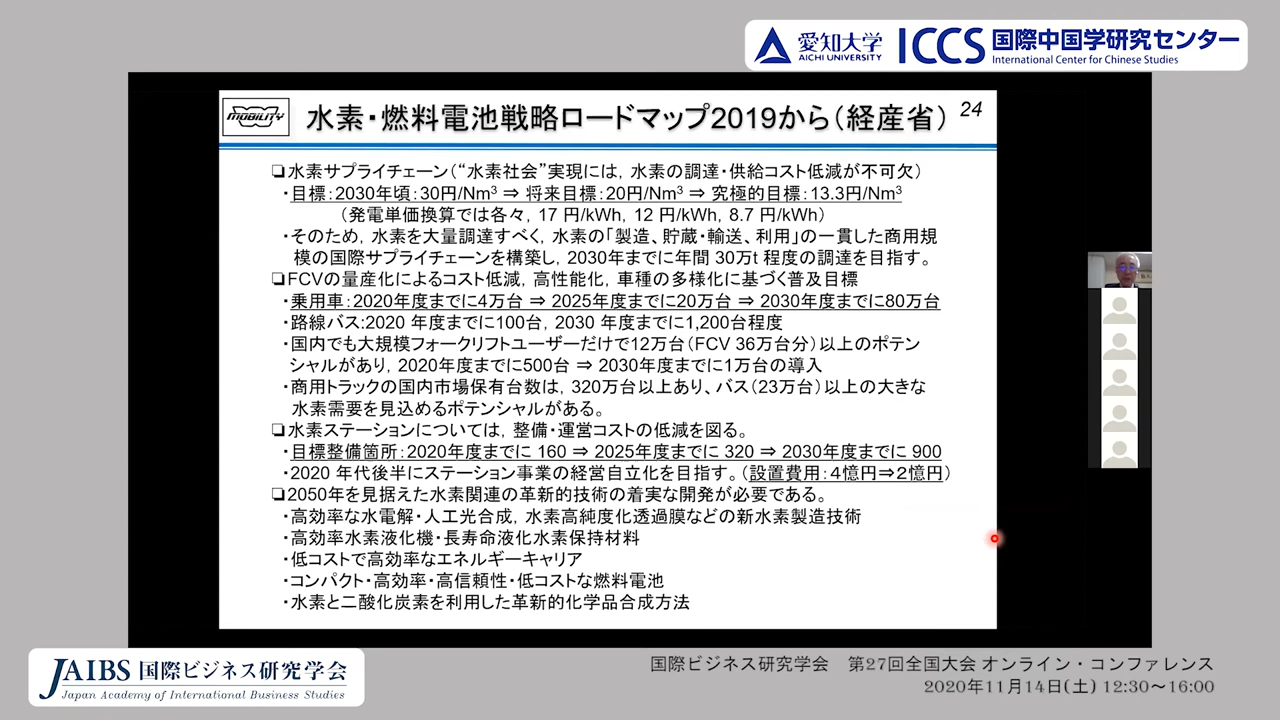 愛知大学
AICHI UNIVERSITY
ICCS 国際中国学研究センター
International Center for Chinese Studies
MOBILITY
水素・燃料電池戦略ロードマップ2019から（経産省）
24
❑水素サプライチェーン（“水素社会”実現には，水素の調達・供給コスト低減が不可欠）
・目標：2030年頃：30円/Nm³ ⇒ 将来目標：20円/Nm³ ⇒ 究極的目標：13.3円/Nm³
（発電単価換算では各々，17 円/kWh，12 円/kWh，8.7 円/kWh）
・そのため，水素を大量調達すべく，水素の「製造、貯蔵・輸送、利用」の一貫した商用規
模の国際サプライチェーンを構築し，2030年までに年間 30万t 程度の調達を目指す。
❑FCVの量産化によるコスト低減，高性能化，車種の多様化に基づく普及目標
・乗用車：2020年度までに4万台 ⇒ 2025年度までに20万台 ⇒ 2030年度までに80万台
・路線バス：2020 年度までに100台，2030 年度までに1,200台程度
・国内でも大規模フォークリフトユーザーだけで12万台（FCV 36万台分）以上のポテン
シャルがあり，2020年度までに500台 ⇒ 2030年度までに1万台の導入
・商用トラックの国内市場保有台数は，320万台以上あり、バス（23万台）以上の大きな
水素需要を見込めるポテンシャルがある。
❑水素ステーションについては，整備・運営コストの低減を図る。
・目標整備箇所：2020年度までに 160 ⇒ 2025年度までに 320 ⇒ 2030年度までに 900
・2020 年代後半にステーション事業の経営自立化を目指す。（設置費用：４億円⇒２億円）
❑2050年を見据えた水素関連の革新的技術の着実な開発が必要である。
・高効率な水電解・人工光合成，水素高純度化透過膜などの新水素製造技術
・高効率水素液化機・長寿命液化水素保持材料
・低コストで高効率なエネルギーキャリア
・コンパクト・高効率・高信頼性・低コストな燃料電池
・水素と二酸化炭素を利用した革新的化学品合成方法
JAIBS 国際ビジネス研究学会
Japan Academy of International Business Studies
国際ビジネス研究学会　第27回全国大会 オンライン・コンファレンス
2020年11月14日(土) 12:30～16:00